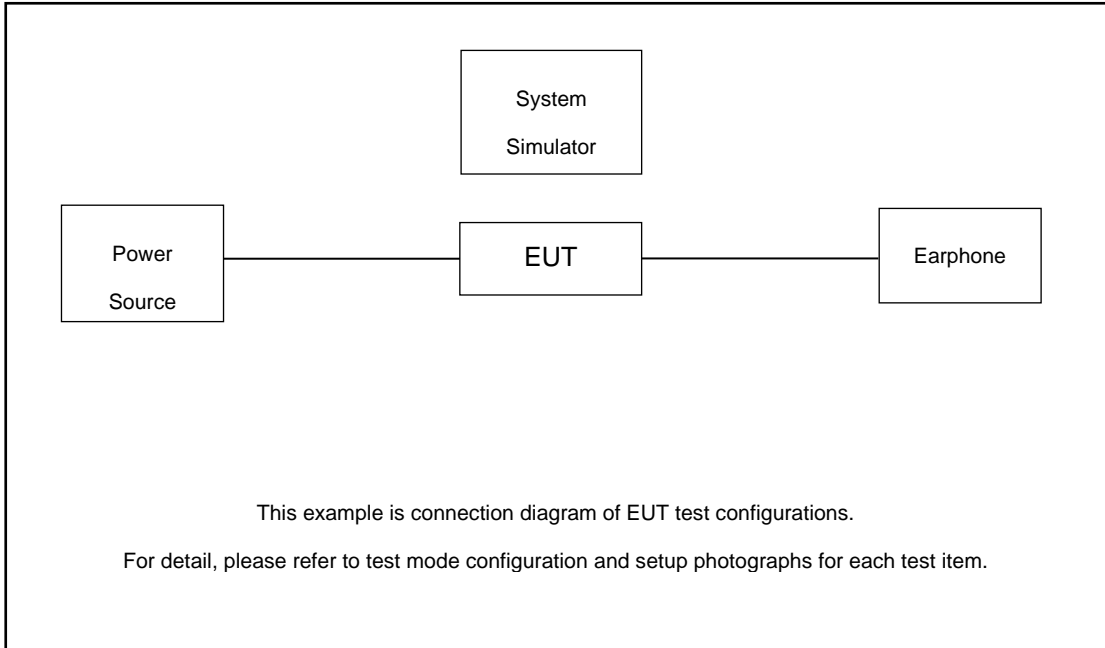 System
Simulator
Power
Source
EUT
Earphone
This example is connection diagram of EUT test configurations.
For detail, please refer to test mode configuration and setup photographs for each test item.